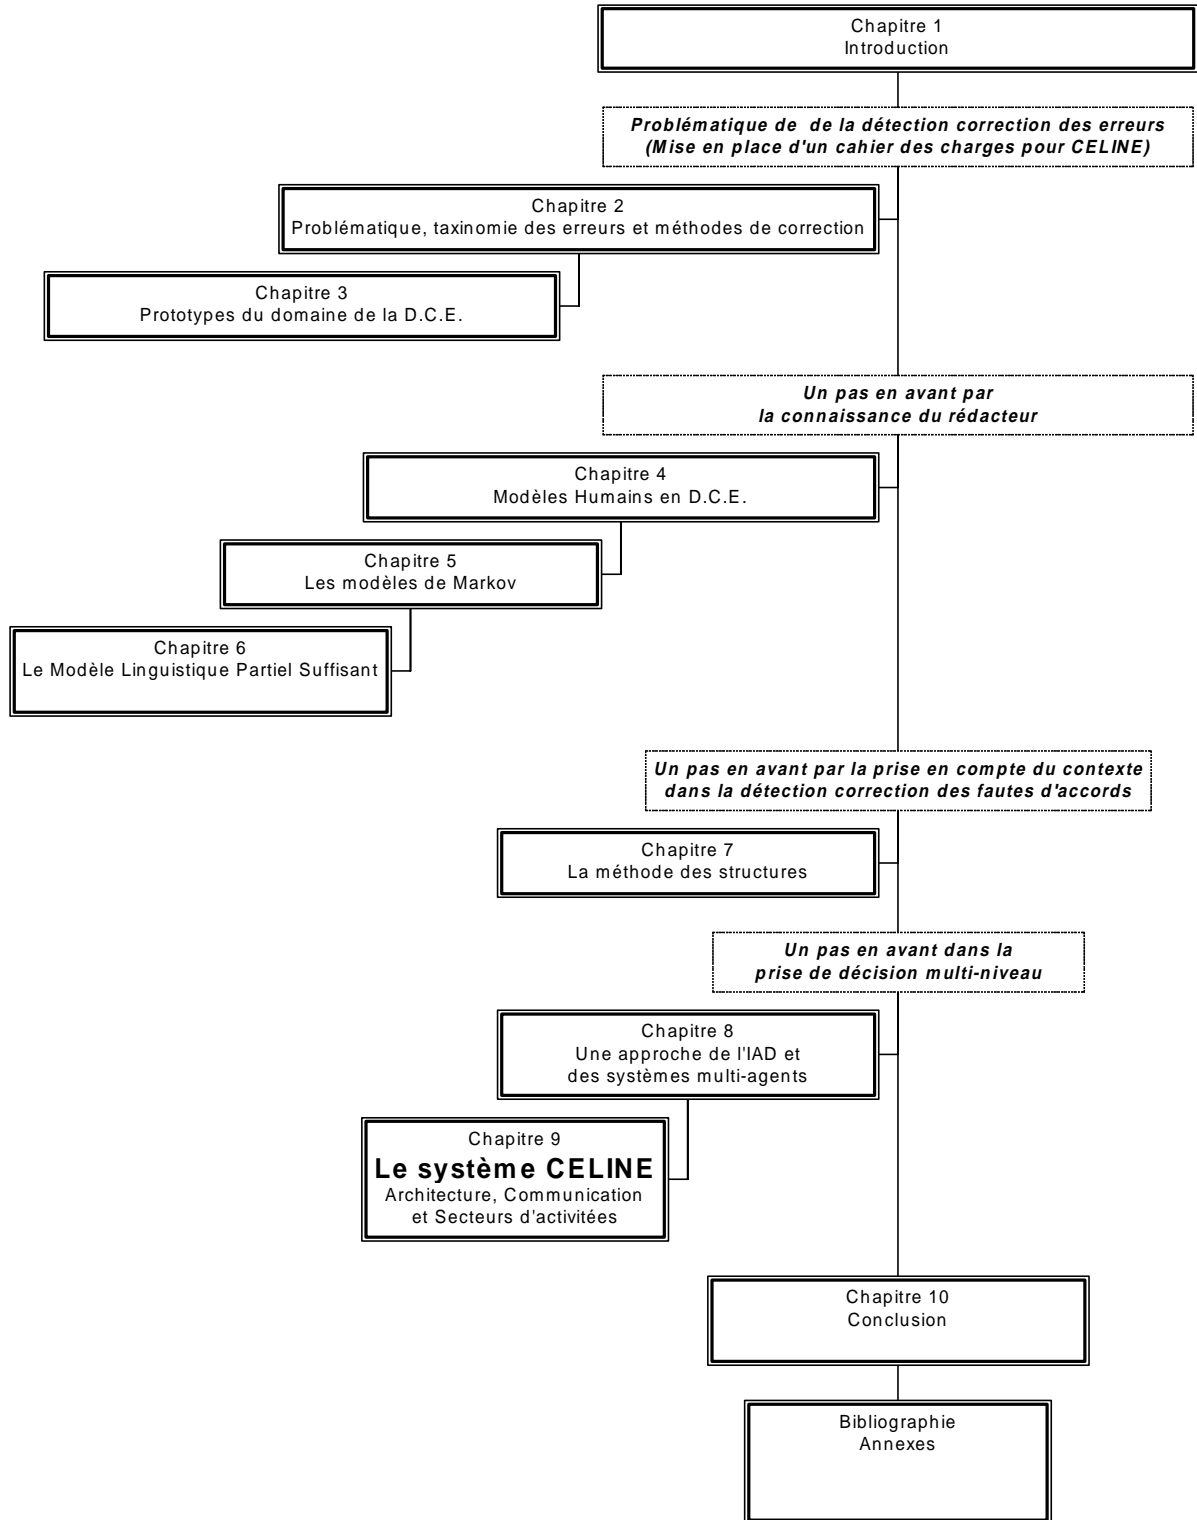 Chapitre 1
Introduction
Problématique de de la détection correction des erreurs
(Mise en place d'un cahier des charges pour CELINE)
Chapitre 2
Problématique, taxinomie des erreurs et méthodes de correction
Chapitre 3
Prototypes du domaine de la D.C.E.
Un pas en avant par
la connaissance du rédacteur
Chapitre 4
Modèles Humains en D.C.E.
Chapitre 5
Les modèles de Markov
Chapitre 6
Le Modèle Linguistique Partiel Suffisant
Un pas en avant par la prise en compte du contexte
dans la détection correction des fautes d'accords
Chapitre 7
La méthode des structures
Un pas en avant dans la
prise de décision multi-niveau
Chapitre 8
Une approche de l'IAD et
des systèmes multi-agents
Chapitre 9
Le système CELINE
Architecture, Communication
et Secteurs d'activitées
Chapitre 10
Conclusion
Bibliographie
Annexes